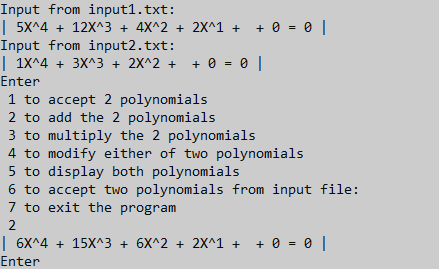 Input from input1.txt:
| 5X^4 + 12X^3 + 4X^2 + 2X^1 +  + 0 = 0 |
Input from input2.txt:
| 1X^4 + 3X^3 + 2X^2 +  + 0 = 0 |
Enter
 1 to accept 2 polynomials
 2 to add the 2 polynomials
 3 to multiply the 2 polynomials
 4 to modify either of two polynomials
 5 to display both polynomials
 6 to accept two polynomials from input file:
 7 to exit the program
 2
| 6X^4 + 15X^3 + 6X^2 + 2X^1 +  + 0 = 0 |
Enter